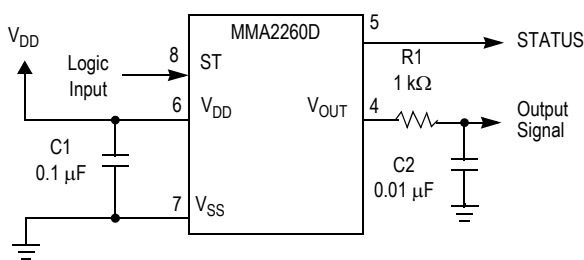 MMA2260D
5
STATUS
V_DD
Logic
Input
8
ST
R1
1 kΩ
6
V_DD
V_OUT
4
Output
Signal
C1
0.1 μF
C2
0.01 μF
7
V_SS